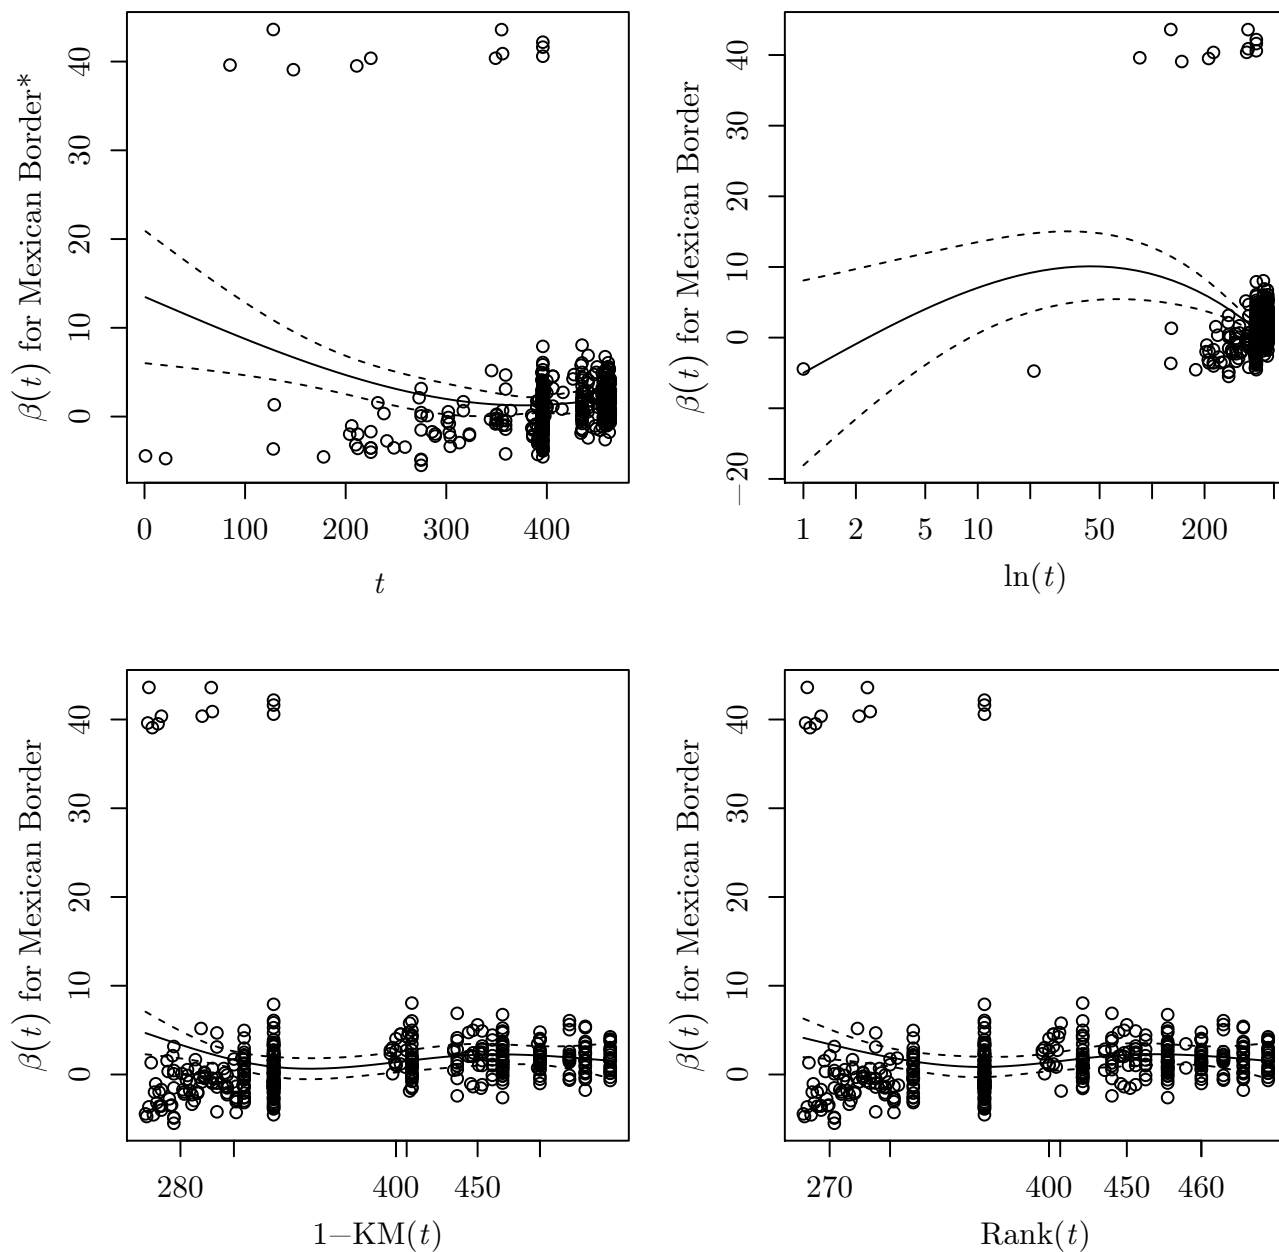 β(t) for Mexican Border*
0 10 20 30 40
0 100 200 300 400
t
β(t) for Mexican Border
−20 0 10 20 30 40
1 2 5 10 50 200
ln(t)
β(t) for Mexican Border
0 10 20 30 40
280 400 450
1−KM(t)
β(t) for Mexican Border
0 10 20 30 40
270 400 450 460
Rank(t)